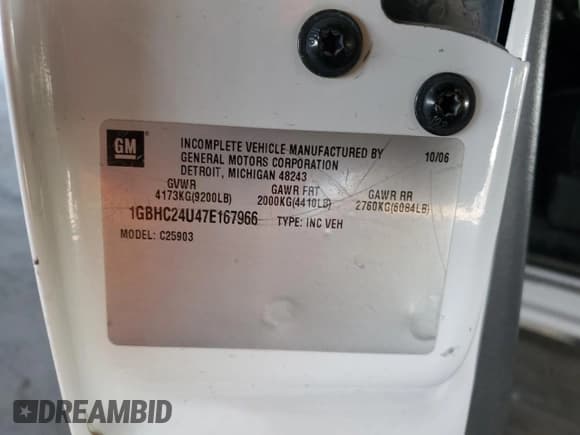 GM
INCOMPLETE VEHICLE MANUFACTURED BY
GENERAL MOTORS CORPORATION
DETROIT, MICHIGAN 48243
10/06
GVWR GAWR FRT GAWR RR
4173KG(9200LB) 2000KG(4410LB) 2760KG(6084LB)
1GBHC24U47E167966 TYPE: INC VEH
MODEL: C25903
DREAMBID